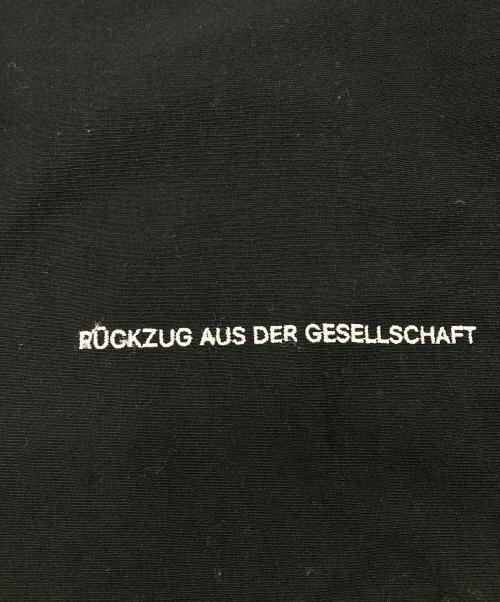 RÜCKZUG AUS DER GESELLSCHAFT